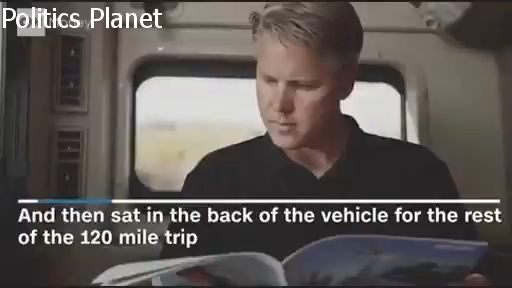 Politics Planet
And then sat in the back of the vehicle for the rest
of the 120 mile trip